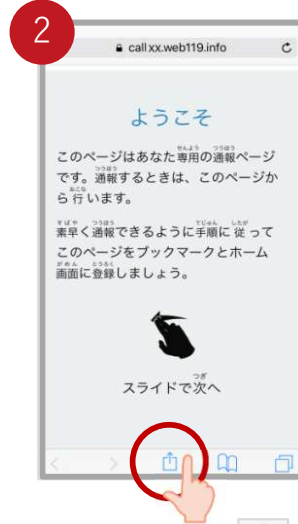 2
call xx.web119.info
ようこそ
このページはあなた専用の通報ページ
です。通報するときは、このページか
ら行います。
素早く通報できるように手順に従って
このページをブックマークとホーム
画面に登録しましょう。
スライドで次へ